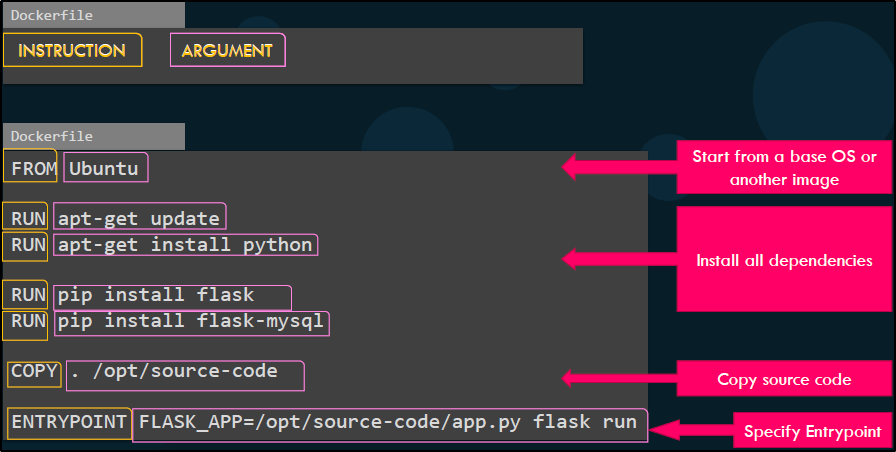 Dockerfile
INSTRUCTION ARGUMENT
Dockerfile
FROM Ubuntu
Start from a base OS or
another image
RUN apt-get update
RUN apt-get install python
Install all dependencies
RUN pip install flask
RUN pip install flask-mysql
COPY . /opt/source-code
Copy source code
ENTRYPOINT FLASK_APP=/opt/source-code/app.py flask run
Specify Entrypoint